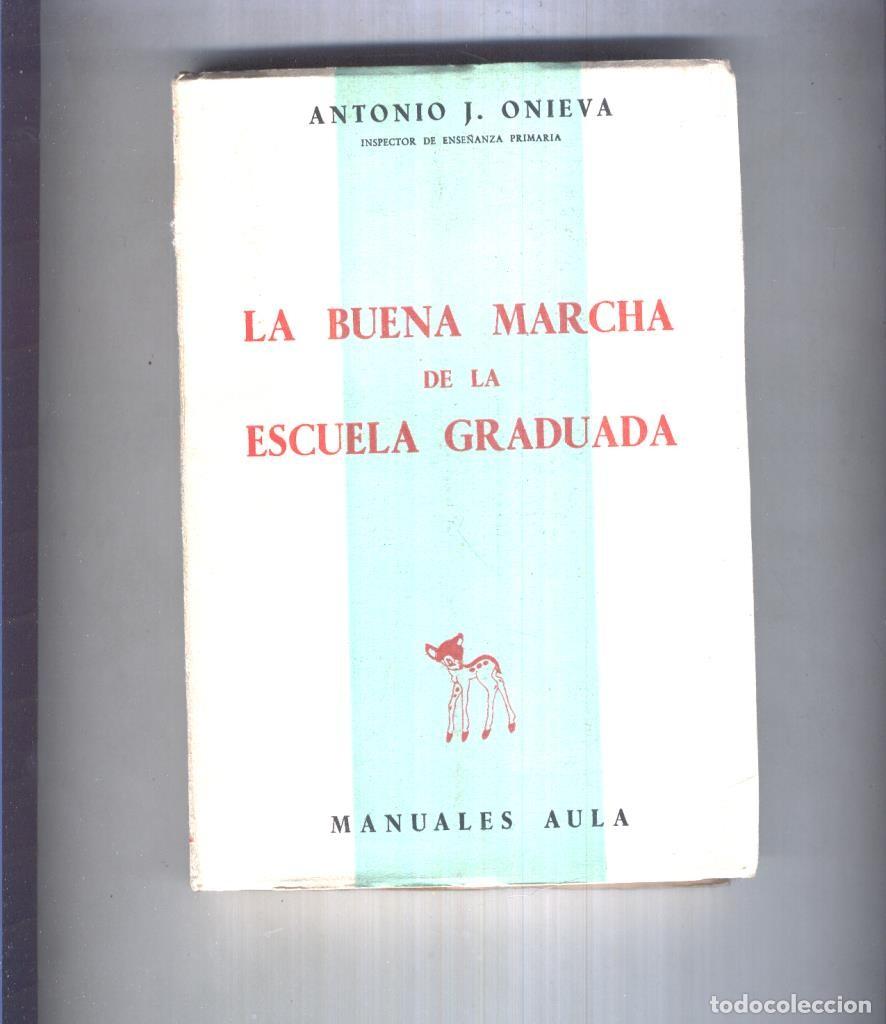 ANTONIO J. ONIEVA
INSPECTOR DE ENSEÑANZA PRIMARIA
LA BUENA MARCHA
DE LA
ESCUELA GRADUADA
MANUALES AULA
todocoleccion